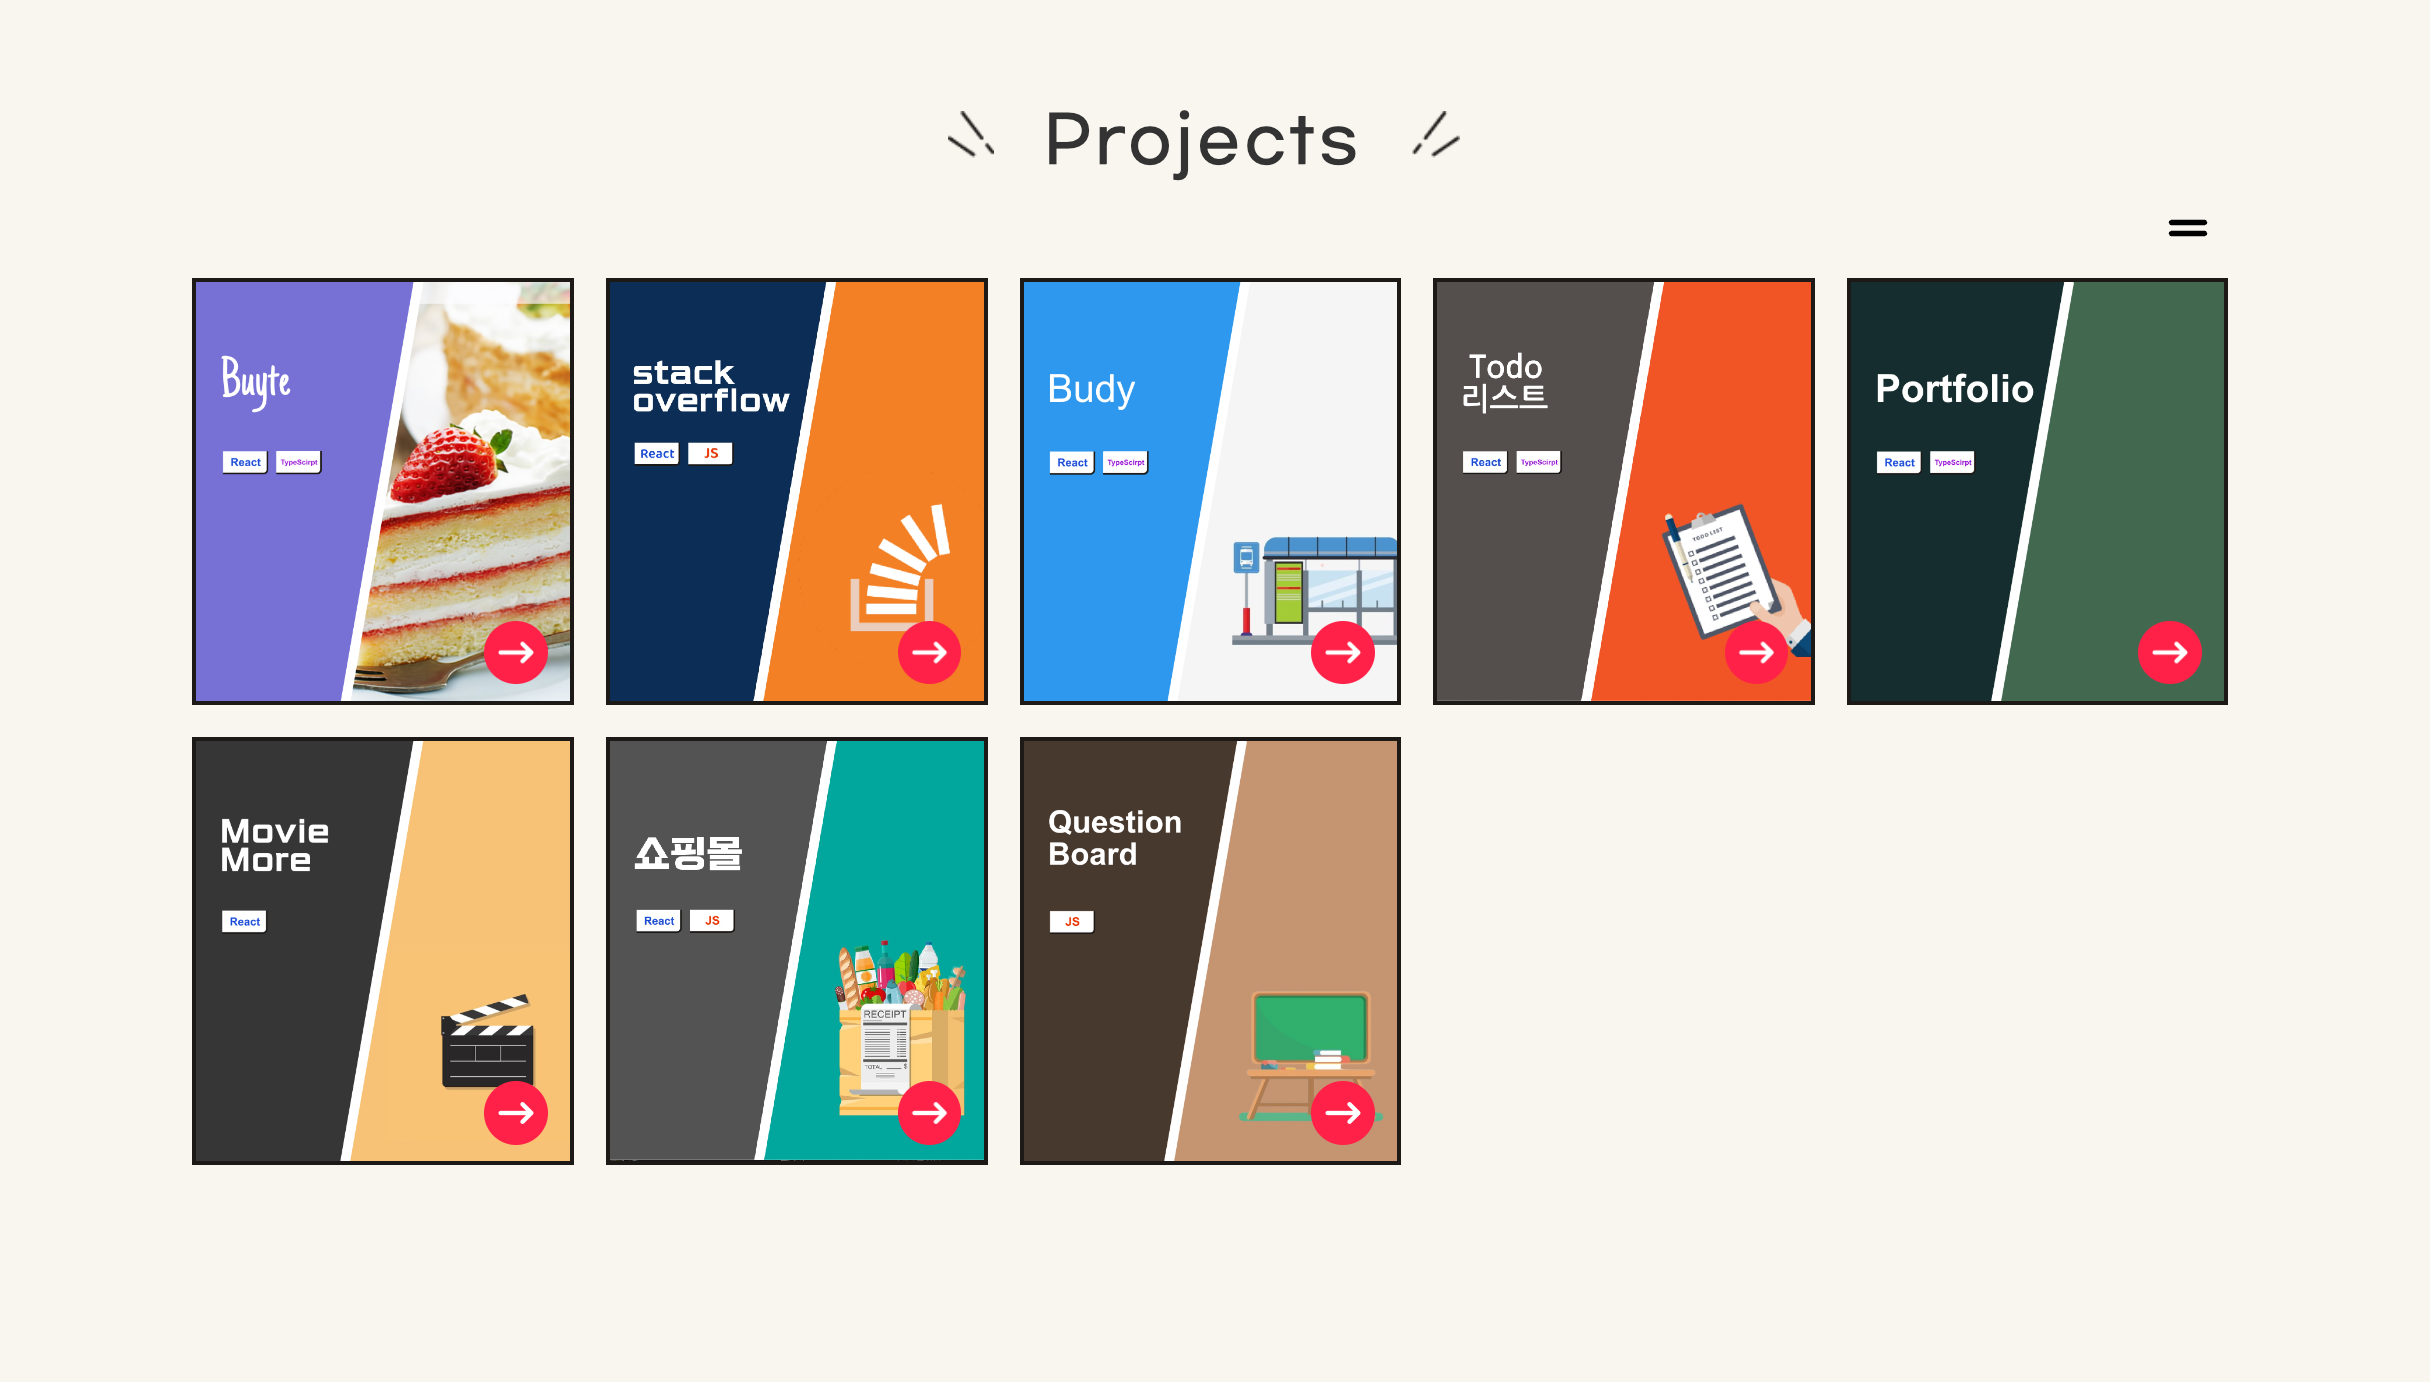 Projects
Buyte
React TypeScirpt
stack
overflow
React JS
Budy
React TypeScirpt
Todo
리스트
React TypeScirpt
TODO LIST
Portfolio
React TypeScirpt
Movie
More
React
쇼핑몰
React JS
RECEIPT
TOTAL $
Question
Board
JS